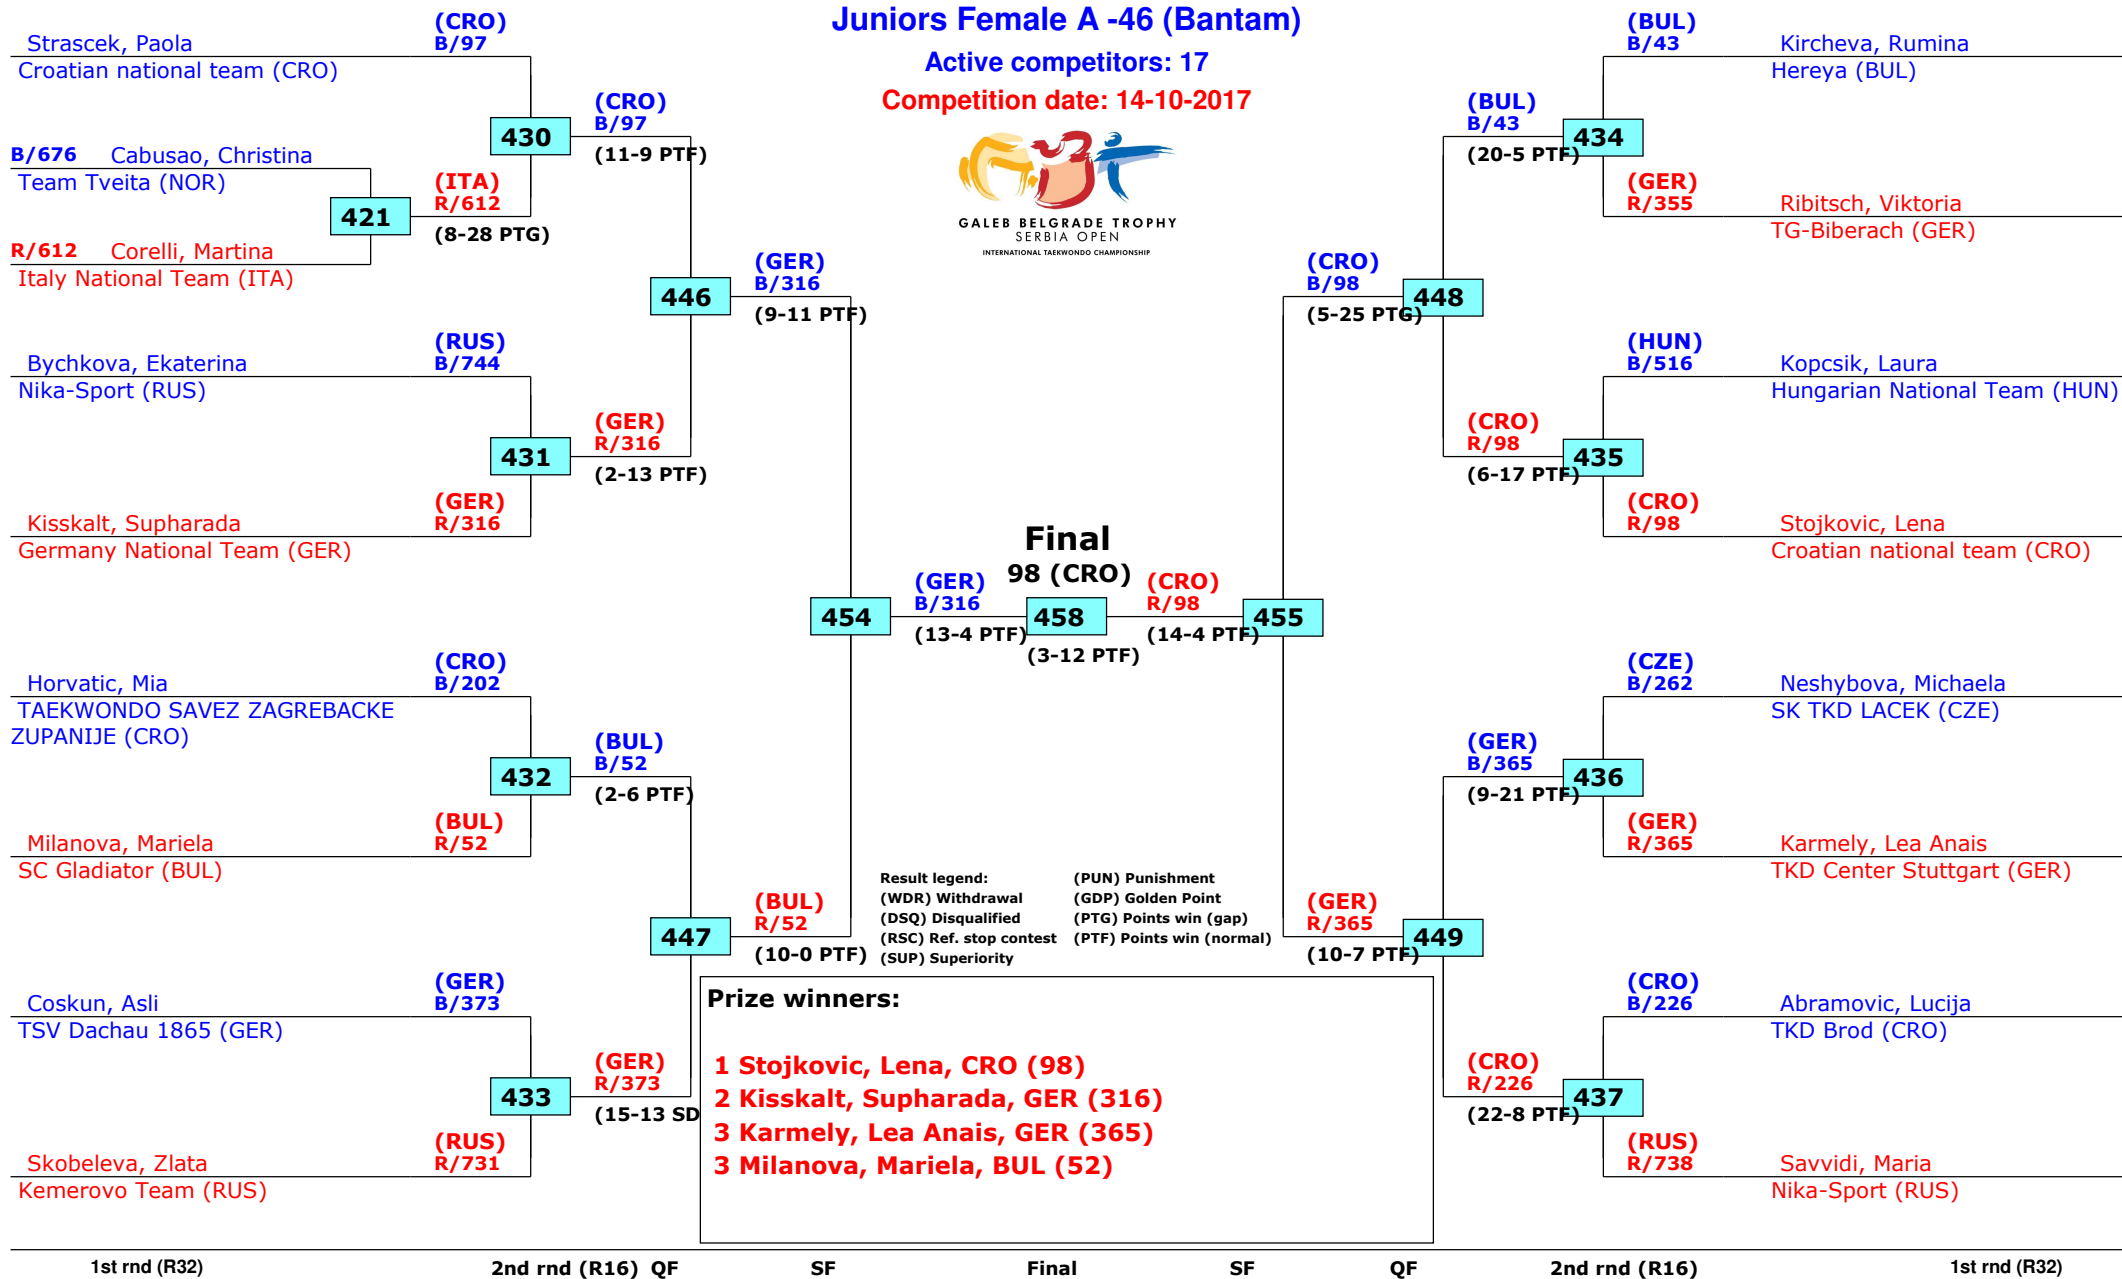 Juniors Female A -46 (Bantam)
Active competitors: 17
Competition date: 14-10-2017
GALEB BELGRADE TROPHY
SERBIA OPEN
INTERNATIONAL TAEKWONDO CHAMPIONSHIP
Strascek, Paola
Croatian national team (CRO)
(CRO)
B/97
B/676 Cabusao, Christina
Team Tveita (NOR)
R/612 Corelli, Martina
Italy National Team (ITA)
421
(ITA)
R/612
(8-28 PTG)
430
(CRO)
B/97
(11-9 PTF)
Bychkova, Ekaterina
Nika-Sport (RUS)
(RUS)
B/744
Kisskalt, Supharada
Germany National Team (GER)
(GER)
R/316
431
(GER)
R/316
(2-13 PTF)
446
(GER)
B/316
(9-11 PTF)
Horvatic, Mia
TAEKWONDO SAVEZ ZAGREBACKE
ZUPANIJE (CRO)
(CRO)
B/202
Milanova, Mariela
SC Gladiator (BUL)
(BUL)
R/52
432
(BUL)
B/52
(2-6 PTF)
Coskun, Asli
TSV Dachau 1865 (GER)
(GER)
B/373
Skobeleva, Zlata
Kemerovo Team (RUS)
(RUS)
R/731
433
(GER)
R/373
(15-13 SD
447
(BUL)
R/52
(10-0 PTF)
454
(GER)
B/316
(13-4 PTF)
Final
98 (CRO)
458
(3-12 PTF)
(CRO)
R/98
(14-4 PTF)
455
(CRO)
B/98
(5-25 PTG)
448
(BUL)
B/43
(20-5 PTF)
434
(BUL)
B/43
Kircheva, Rumina
Hereya (BUL)
(GER)
R/355
Ribitsch, Viktoria
TG-Biberach (GER)
(CRO)
R/98
(6-17 PTF)
435
(HUN)
B/516
Kopcsik, Laura
Hungarian National Team (HUN)
(CRO)
R/98
Stojkovic, Lena
Croatian national team (CRO)
(GER)
R/365
(10-7 PTF)
449
(GER)
B/365
(9-21 PTF)
436
(CZE)
B/262
Neshybova, Michaela
SK TKD LACEK (CZE)
(GER)
R/365
Karmely, Lea Anais
TKD Center Stuttgart (GER)
(CRO)
R/226
(22-8 PTF)
437
(CRO)
B/226
Abramovic, Lucija
TKD Brod (CRO)
(RUS)
R/738
Savvidi, Maria
Nika-Sport (RUS)
Result legend:
(WDR) Withdrawal
(DSQ) Disqualified
(RSC) Ref. stop contest
(SUP) Superiority
(PUN) Punishment
(GDP) Golden Point
(PTG) Points win (gap)
(PTF) Points win (normal)
Prize winners:
1 Stojkovic, Lena, CRO (98)
2 Kisskalt, Supharada, GER (316)
3 Karmely, Lea Anais, GER (365)
3 Milanova, Mariela, BUL (52)
1st rnd (R32) 2nd rnd (R16) QF SF Final SF QF 2nd rnd (R16) 1st rnd (R32)